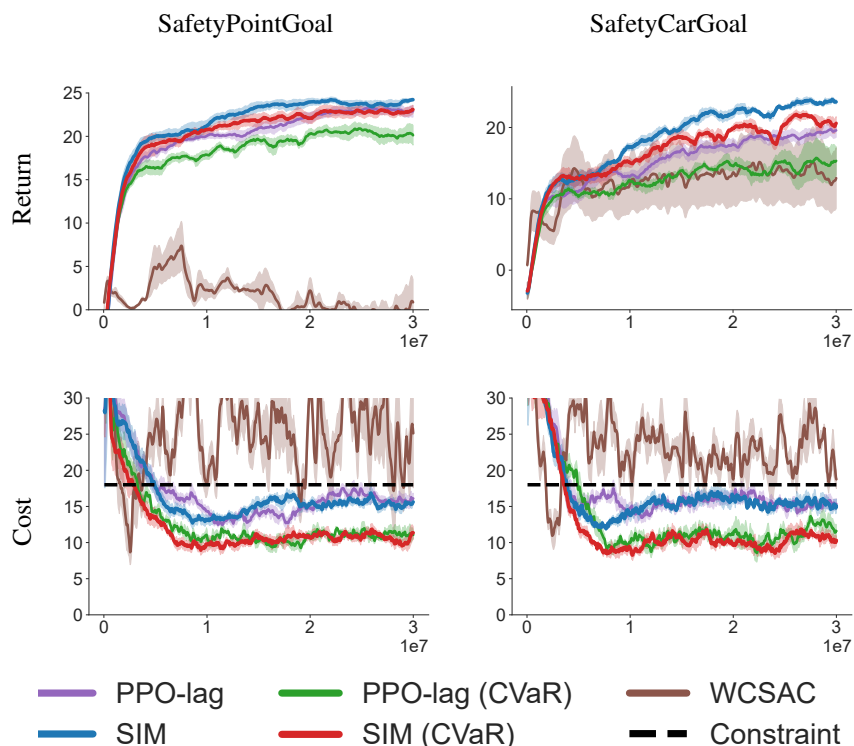 SafetyPointGoal SafetyCarGoal
Return
25
20
15
10
5
0
0 1 2 3
1e7
20
10
0
0 1 2 3
1e7
Cost
30
25
20
15
10
5
0
0 1 2 3
1e7
30
25
20
15
10
5
0
0 1 2 3
1e7
PPO-lag PPO-lag (CVaR) WCSAC
SIM SIM (CVaR) Constraint